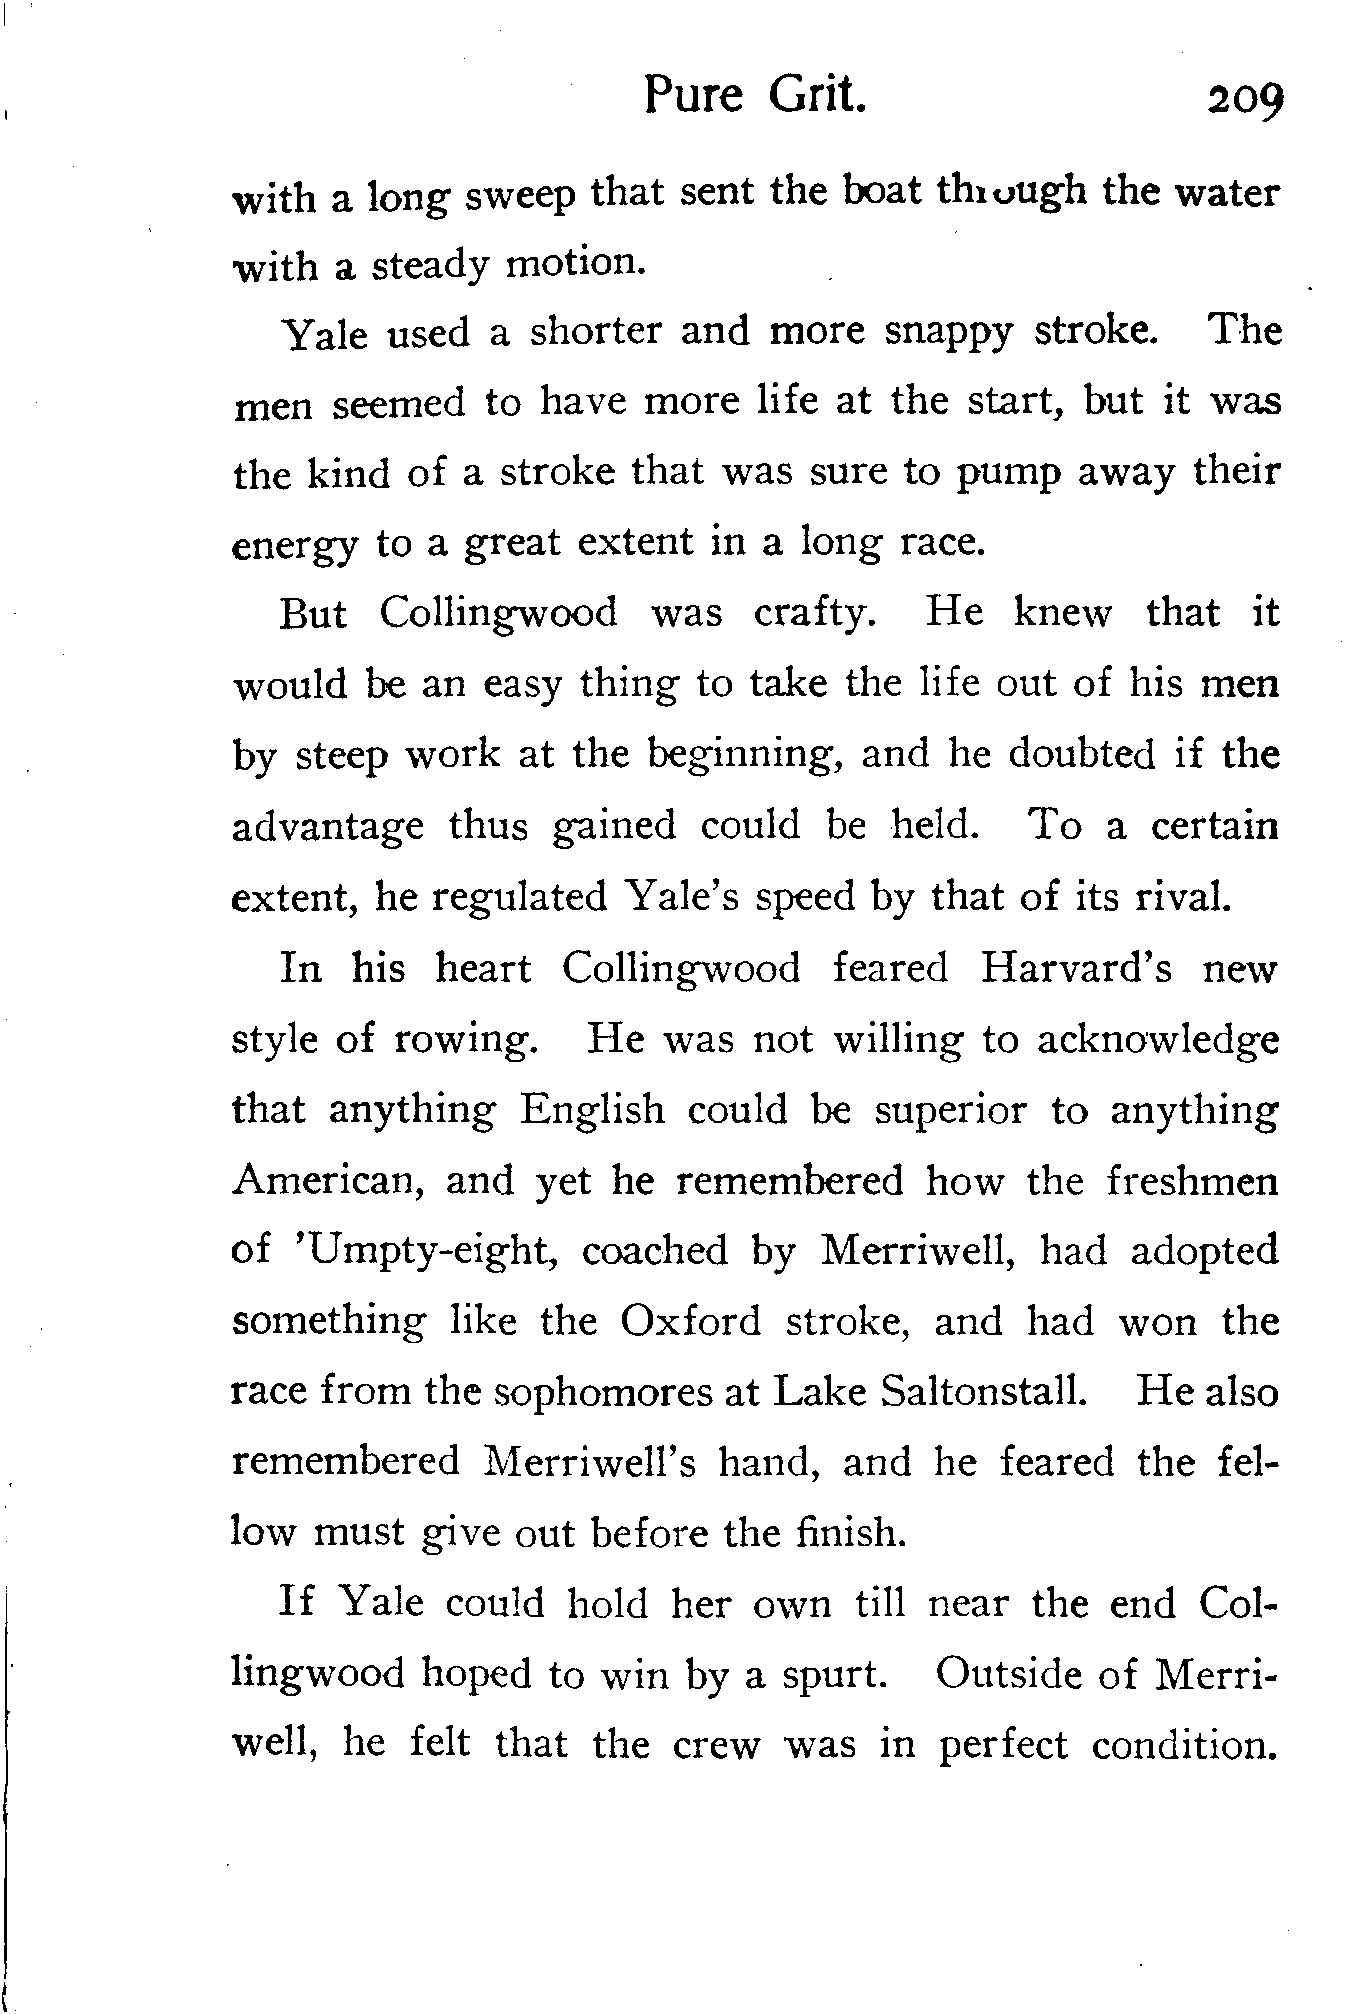 Pure Grit. 209
with a long sweep that sent the boat through the water
with a steady motion.
Yale used a shorter and more snappy stroke. The
men seemed to have more life at the start, but it was
the kind of a stroke that was sure to pump away their
energy to a great extent in a long race.
But Collingwood was crafty. He knew that it
would be an easy thing to take the life out of his men
by steep work at the beginning, and he doubted if the
advantage thus gained could be held. To a certain
extent, he regulated Yale's speed by that of its rival.
In his heart Collingwood feared Harvard's new
style of rowing. He was not willing to acknowledge
that anything English could be superior to anything
American, and yet he remembered how the freshmen
of 'Umpty-eight, coached by Merriwell, had adopted
something like the Oxford stroke, and had won the
race from the sophomores at Lake Saltonstall. He also
remembered Merriwell's hand, and he feared the fel-
low must give out before the finish.
If Yale could hold her own till near the end Col-
lingwood hoped to win by a spurt. Outside of Merri-
well, he felt that the crew was in perfect condition.